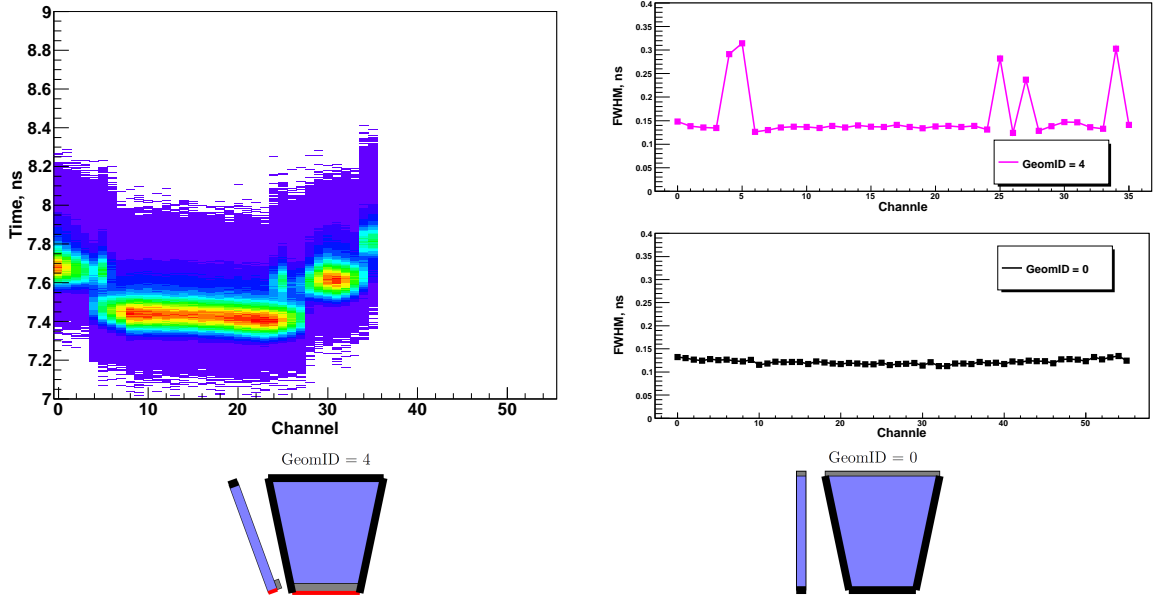 9
8.8
8.6
8.4
8.2
8
7.8
7.6
7.4
7.2
7
Time, ns
0 10 20 30 40 50
Channel
0.4
0.35
0.3
0.25
0.2
0.15
0.1
0.05
0
FWHM, ns
GeomID = 4
0 5 10 15 20 25 30 35
Channle
0.4
0.35
0.3
0.25
0.2
0.15
0.1
0.05
0
FWHM, ns
GeomID = 0
0 10 20 30 40 50
Channle
GeomID = 4
GeomID = 0